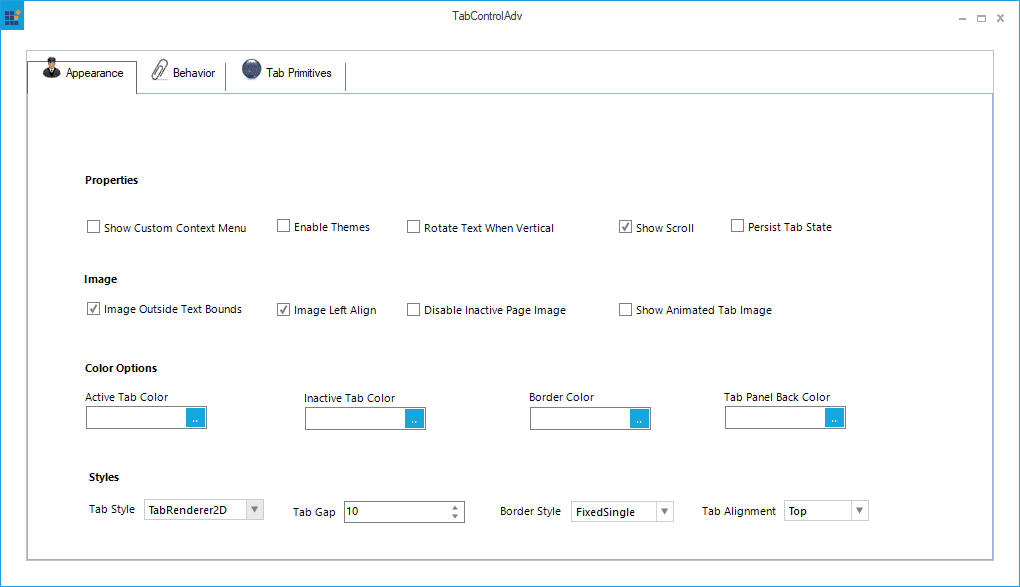 TabControlAdv
Appearance Behavior Tab Primitives
Properties
Show Custom Context Menu Enable Themes Rotate Text When Vertical Show Scroll Persist Tab State
Image
Image Outside Text Bounds Image Left Align Disable Inactive Page Image Show Animated Tab Image
Color Options
Active Tab Color Inactive Tab Color Border Color Tab Panel Back Color
.. .. .. ..
Styles
Tab Style TabRenderer2D Tab Gap 10 Border Style FixedSingle Tab Alignment Top